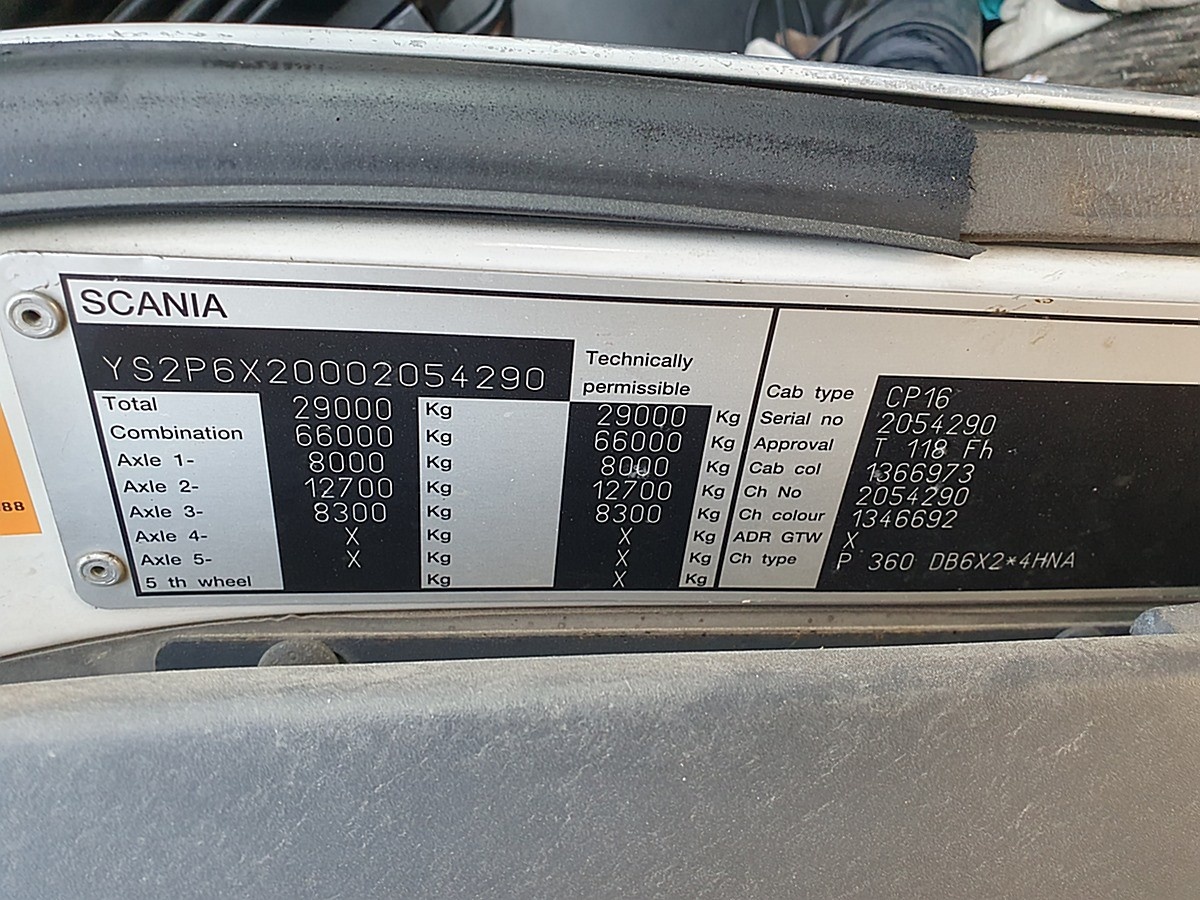 SCANIA
YS2P6X20002054290
Technically
permissible
Total 29000 Kg 29000 Kg
Combination 66000 Kg 66000 Kg
Axle 1- 8000 Kg 8000 Kg
Axle 2- 12700 Kg 12700 Kg
Axle 3- 8300 Kg 8300 Kg
Axle 4- X Kg X Kg
Axle 5- X Kg X Kg
5 th wheel Kg X Kg
Cab type CP16
Serial no 2054290
Approval T 118 Fh
Cab col 1366973
Ch No 2054290
Ch colour 1346692
ADR GTW X
Ch type P 360 DB6X2*4HNA
88